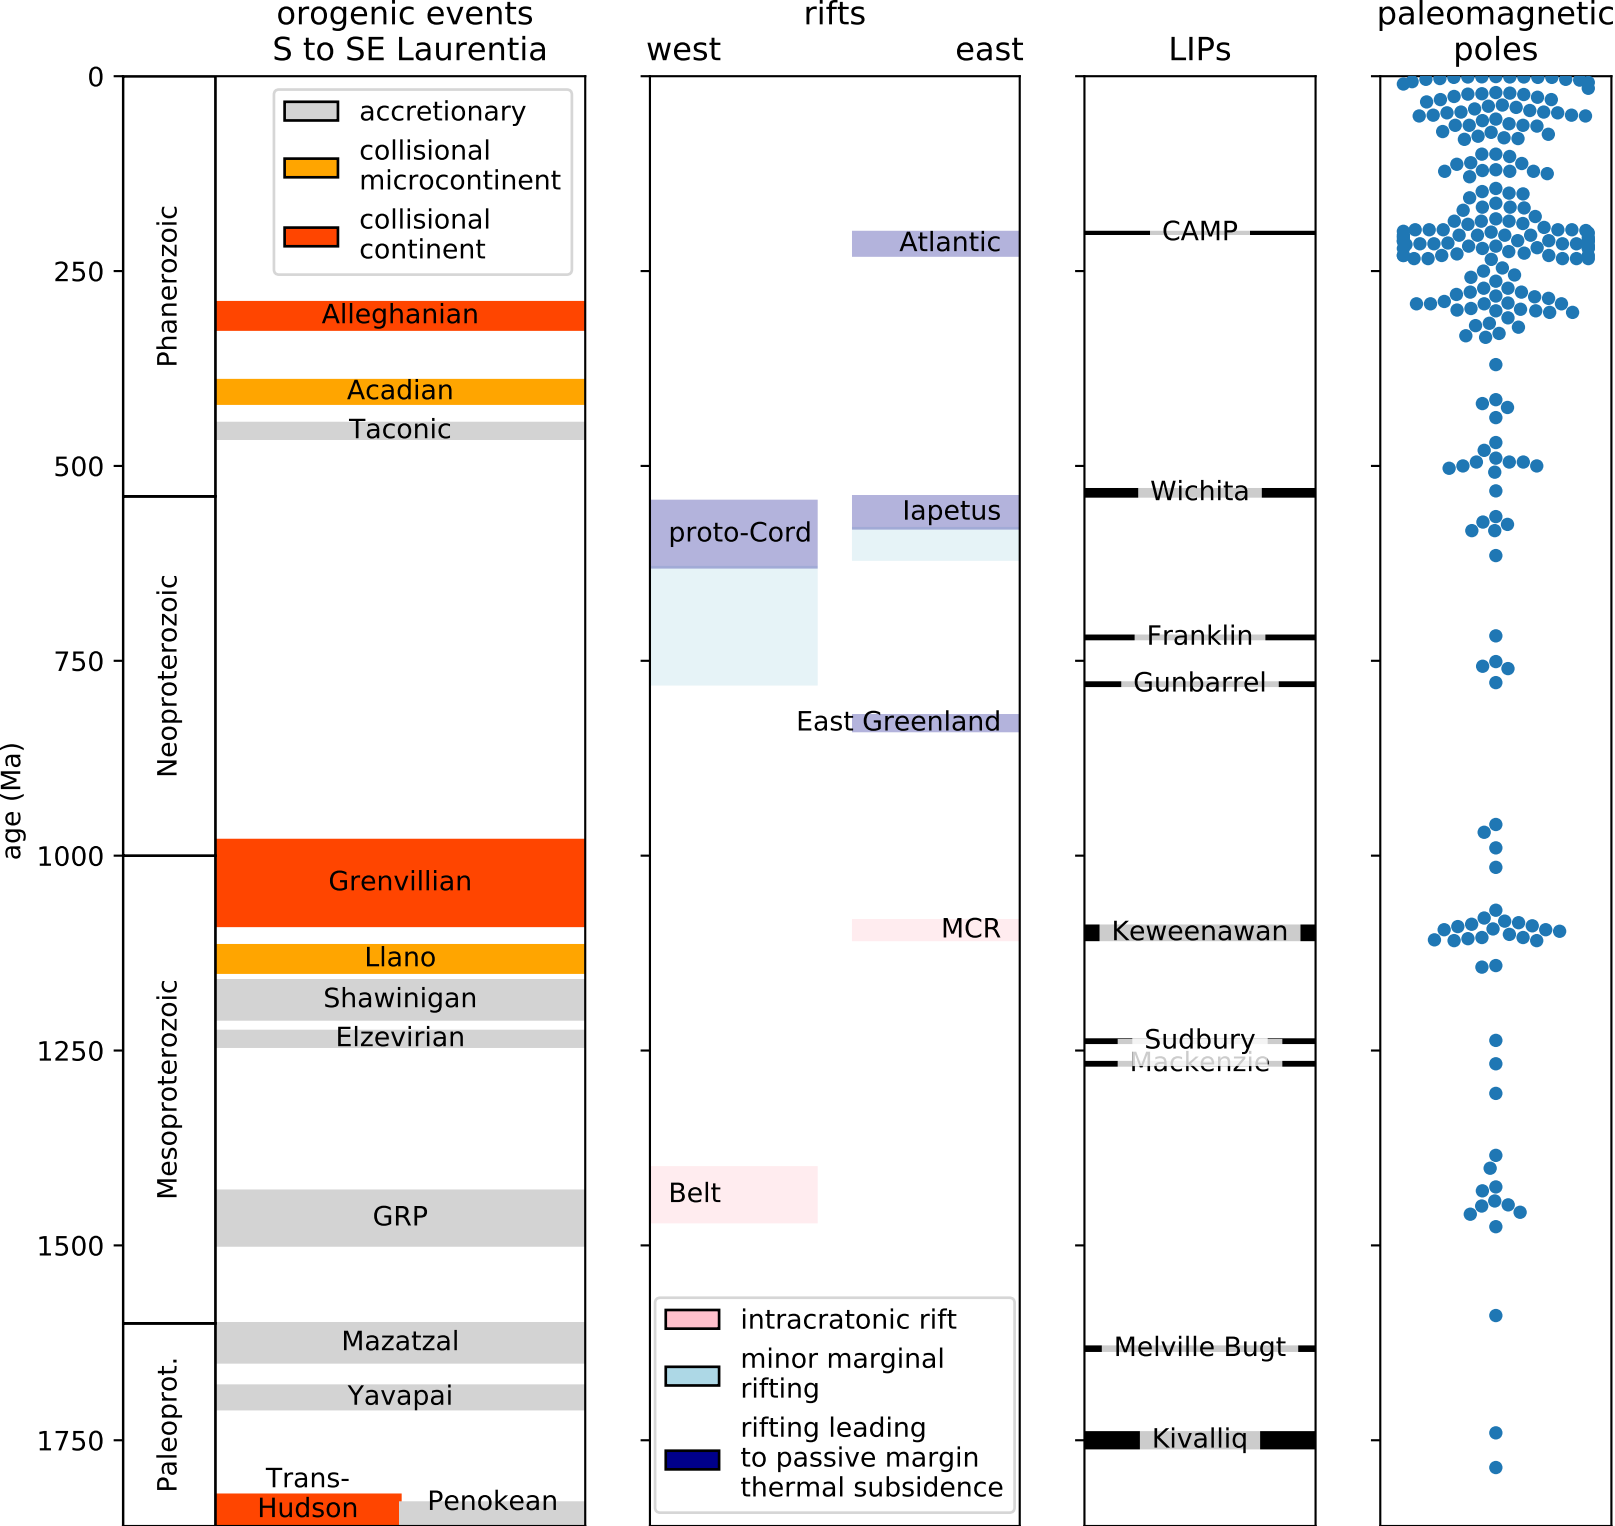 orogenic events
S to SE Laurentia
rifts
west
east
LIPs
paleomagnetic
poles
age (Ma)
0
250
500
750
1000
1250
1500
1750
Phanerozoic
Neoproterozoic
Mesoproterozoic
Paleoprot.
accretionary
collisional
microcontinent
collisional
continent
Alleghanian
Acadian
Taconic
Grenvillian
Llano
Shawinigan
Elzevirian
GRP
Mazatzal
Yavapai
Trans-
Hudson
Penokean
Atlantic
Iapetus
proto-Cord
East Greenland
MCR
Belt
intracratonic rift
minor marginal
rifting
rifting leading
to passive margin
thermal subsidence
CAMP
Wichita
Franklin
Gunbarrel
Keweenawan
Sudbury
Mackenzie
Melville Bugt
Kivalliq